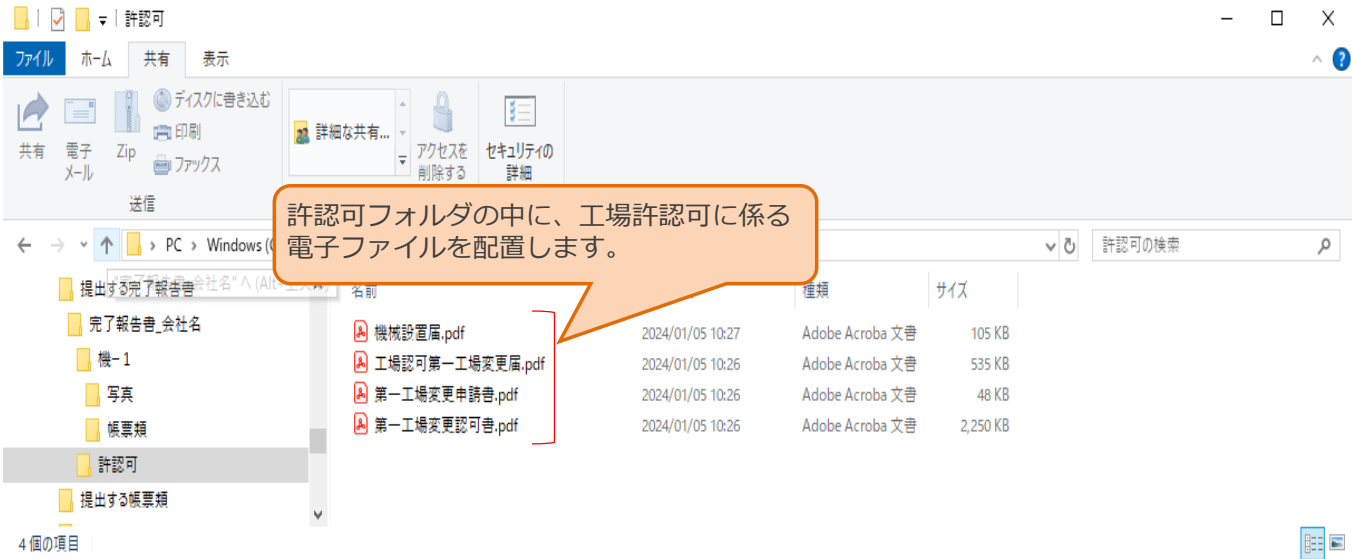 許認可
ファイル ホーム 共有 表示
共有
電子
メール
Zip
ディスクに書き込む
印刷
ファックス
送信
詳細な共有...
アクセスを
削除する
セキュリティの
詳細
許認可フォルダの中に、工場許認可に係る
電子ファイルを配置します。
PC › Windows (
許認可の検索
提出する完了報告書
完了報告書_会社名
機-1
写真
帳票類
許認可
提出する帳票類
名前 種類 サイズ
機械設置届.pdf 2024/01/05 10:27 Adobe Acroba 文書 105 KB
工場認可第一工場変更届.pdf 2024/01/05 10:26 Adobe Acroba 文書 535 KB
第一工場変更申請書.pdf 2024/01/05 10:26 Adobe Acroba 文書 48 KB
第一工場変更認可書.pdf 2024/01/05 10:26 Adobe Acroba 文書 2,250 KB
4 個の項目